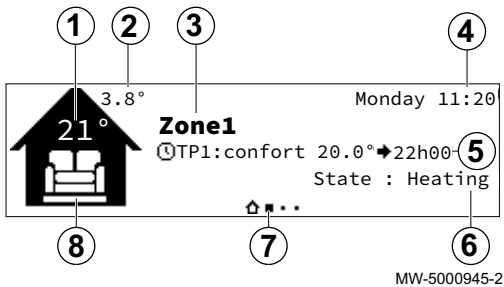 1 2 3 4
3.8° Monday 11:20
21° Zone1
TP1:confort 20.0°➔22h00 5
State : Heating
8 7 6
MW-5000945-2